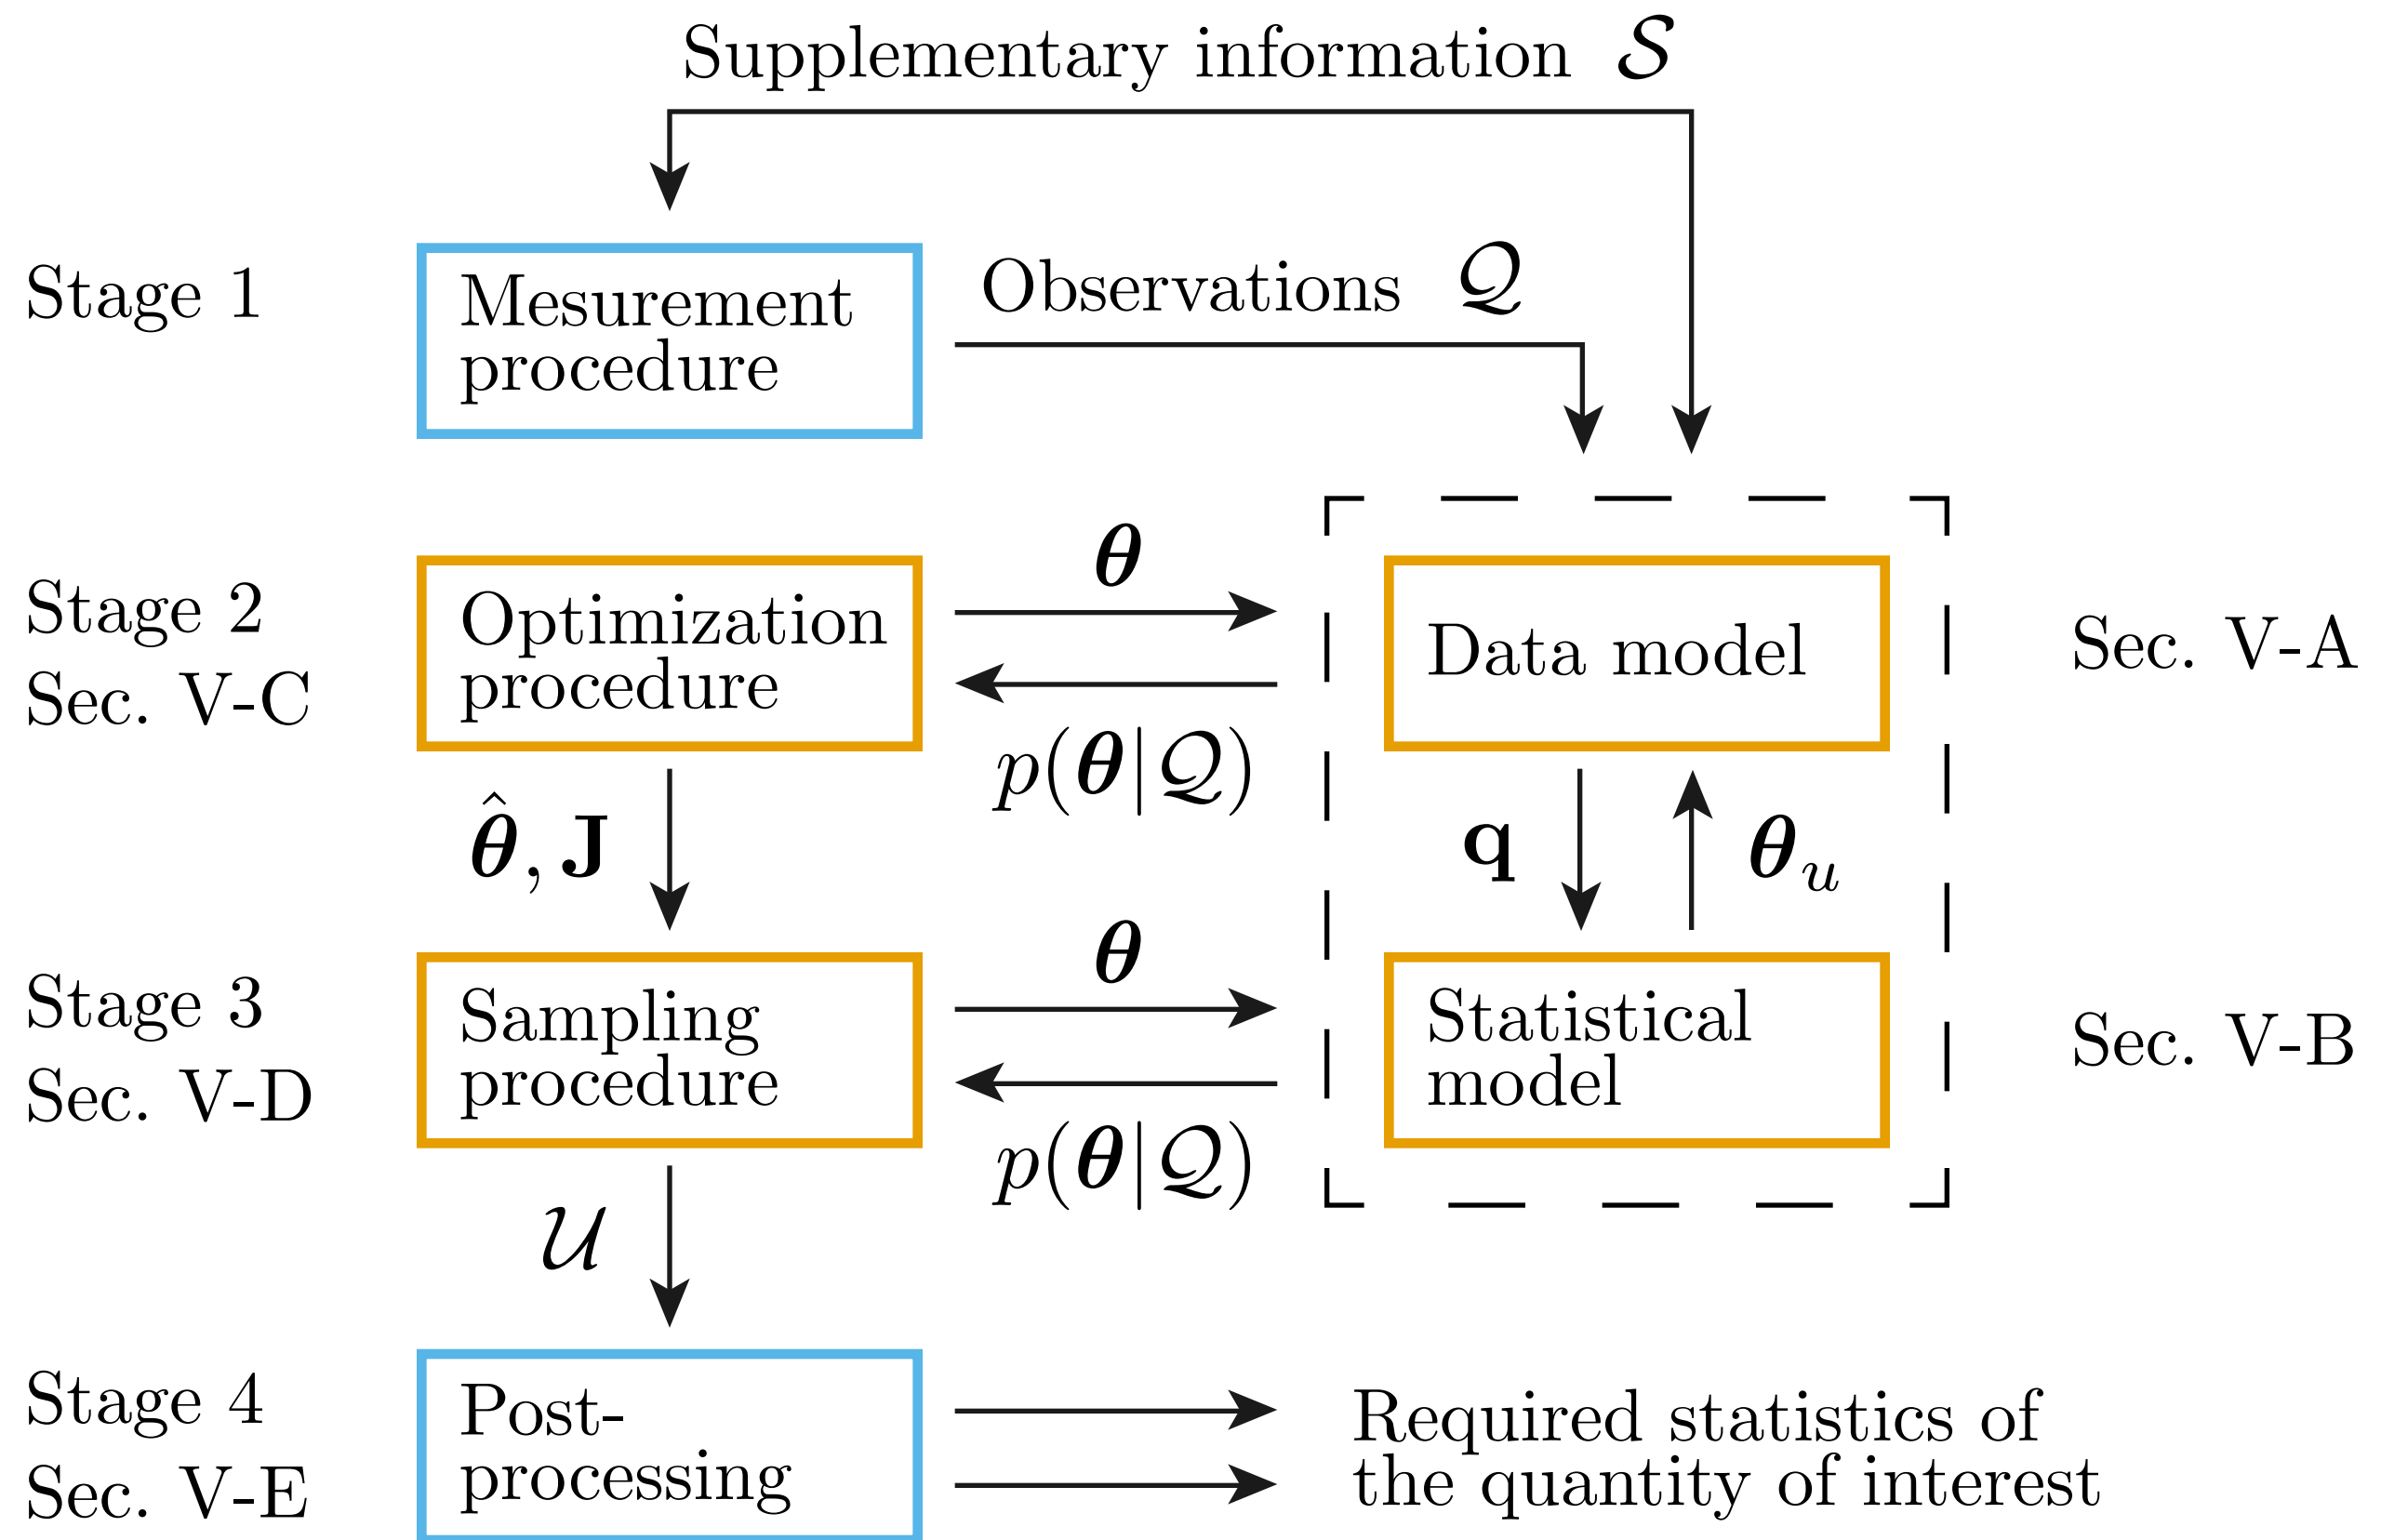 Supplementary information 𝒮
Stage 1
Measurement
procedure
Observations 𝒬
Stage 2
Sec. V-C
Optimization
procedure
𝜽
p(𝜽|𝒬)
Data model
Sec. V-A
𝜽̂, 𝐉
𝐪
𝜽ᵤ
Stage 3
Sec. V-D
Sampling
procedure
𝜽
p(𝜽|𝒬)
Statistical
model
Sec. V-B
𝒰
Stage 4
Sec. V-E
Post-
processing
Required statistics of
the quantity of interest